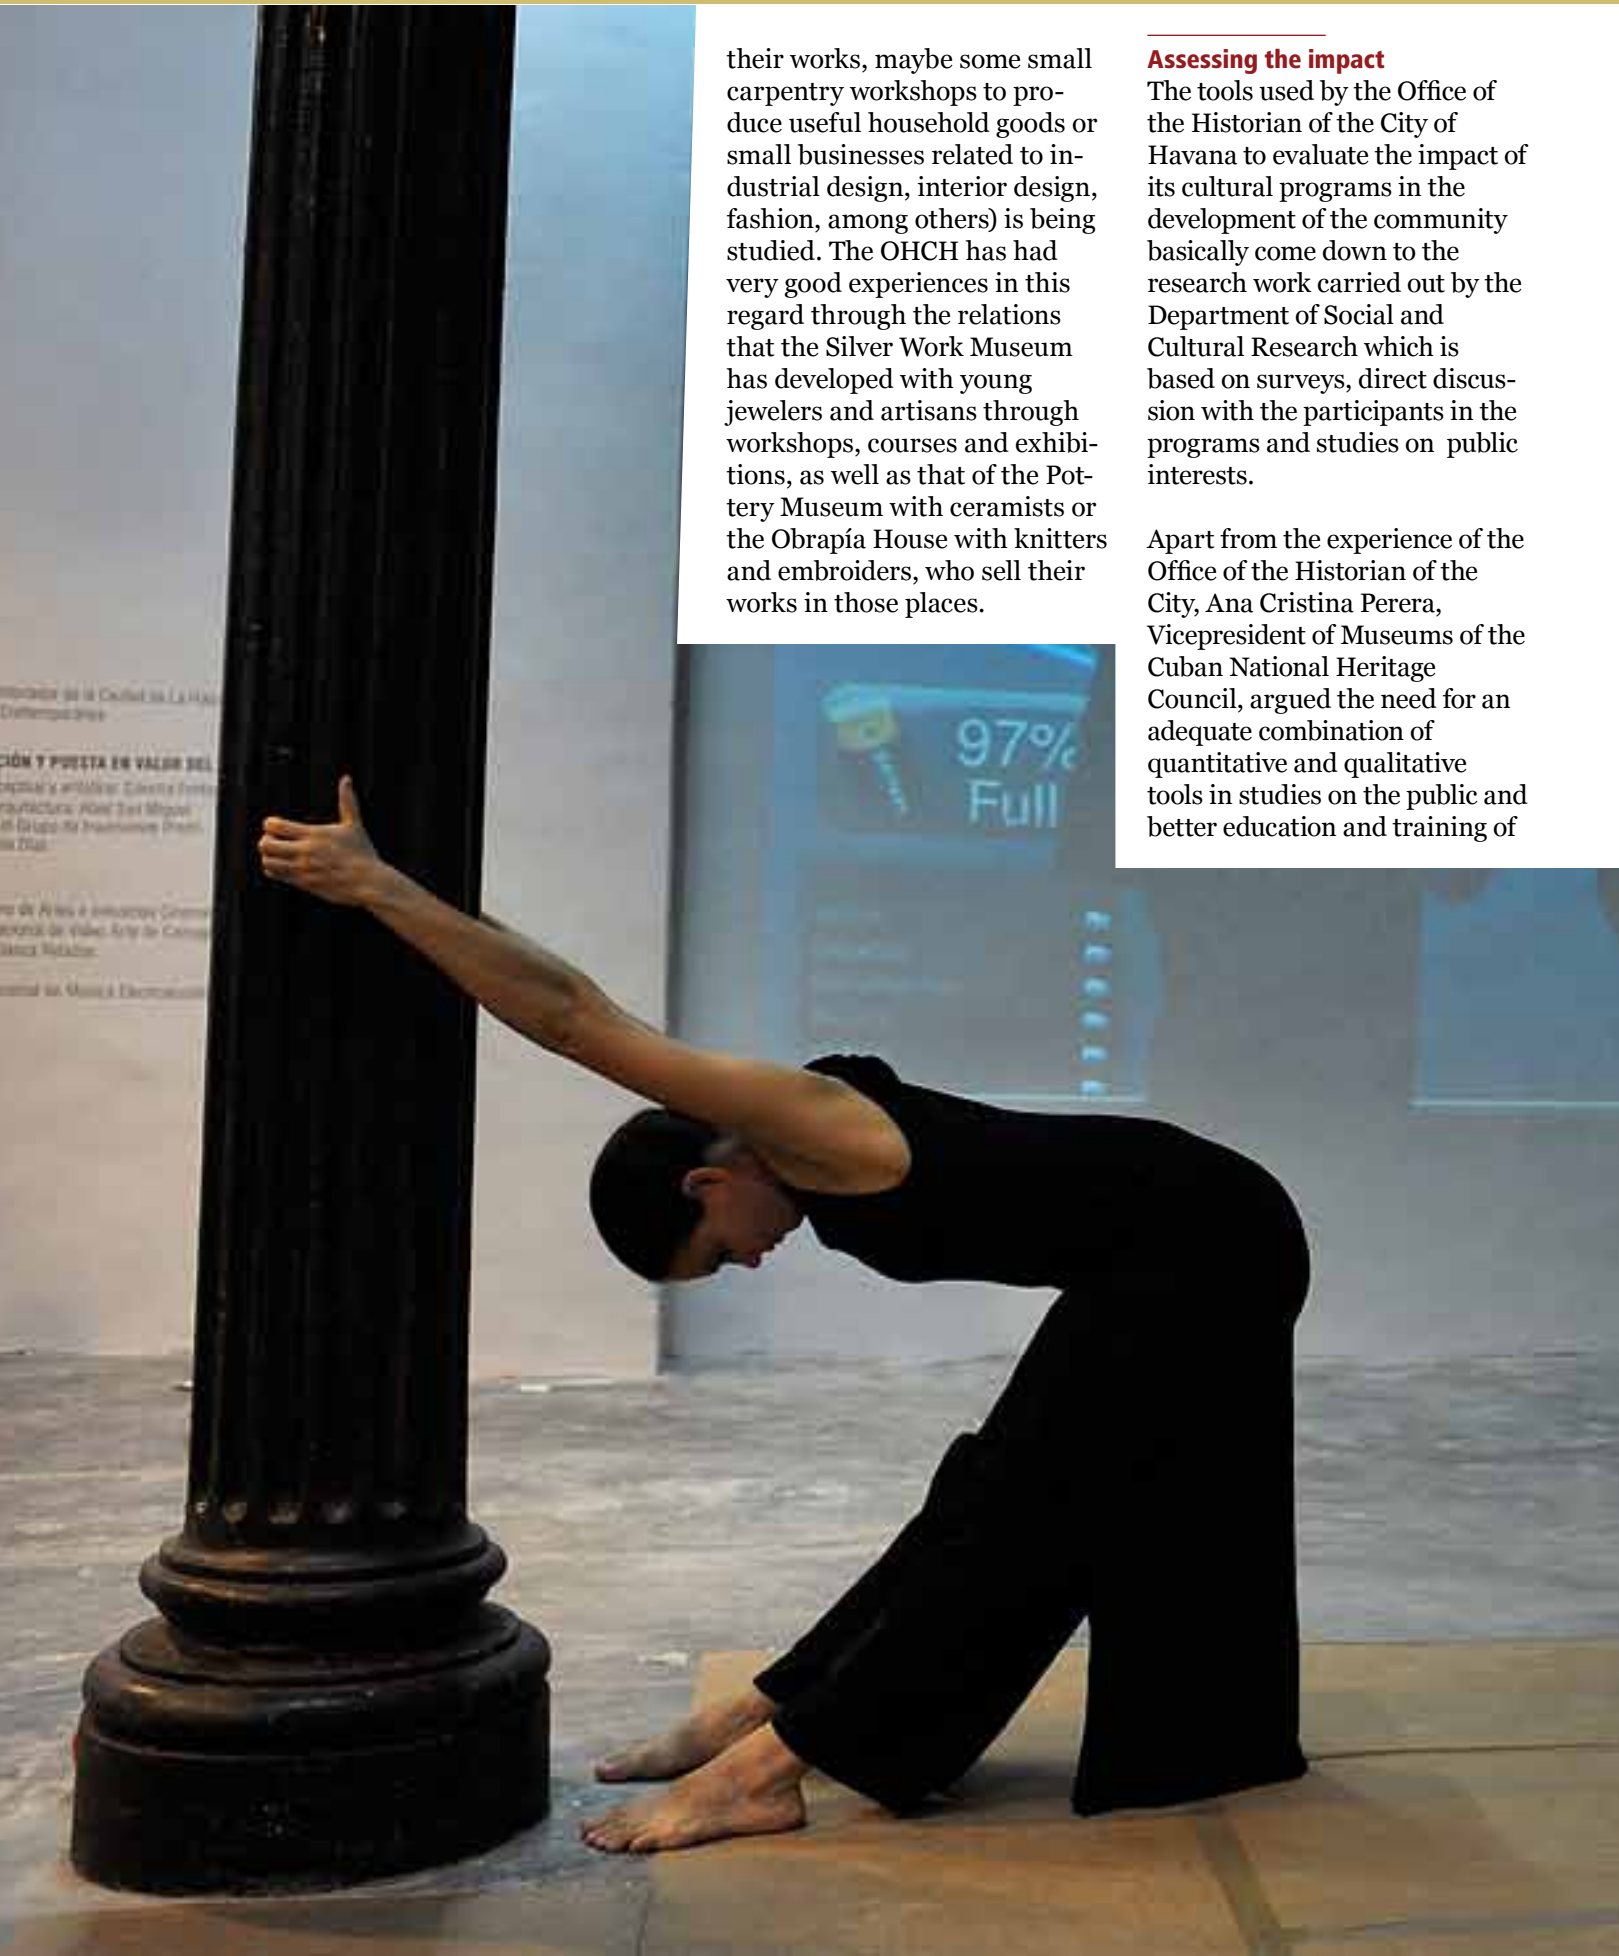 their works, maybe some small
carpentry workshops to pro-
duce useful household goods or
small businesses related to in-
dustrial design, interior design,
fashion, among others) is being
studied. The OHCH has had
very good experiences in this
regard through the relations
that the Silver Work Museum
has developed with young
jewelers and artisans through
workshops, courses and exhibi-
tions, as well as that of the Pot-
tery Museum with ceramists or
the Obrapía House with knitters
and embroiders, who sell their
works in those places.
Assessing the impact
The tools used by the Office of
the Historian of the City of
Havana to evaluate the impact of
its cultural programs in the
development of the community
basically come down to the
research work carried out by the
Department of Social and
Cultural Research which is
based on surveys, direct discus-
sion with the participants in the
programs and studies on  public
interests.
Apart from the experience of the
Office of the Historian of the
City, Ana Cristina Perera,
Vicepresident of Museums of the
Cuban National Heritage
Council, argued the need for an
adequate combination of
quantitative and qualitative
tools in studies on the public and
better education and training of
97%
Full
de la Ciudad de La
CIÓN Y PUESTA EN VALOR DEL